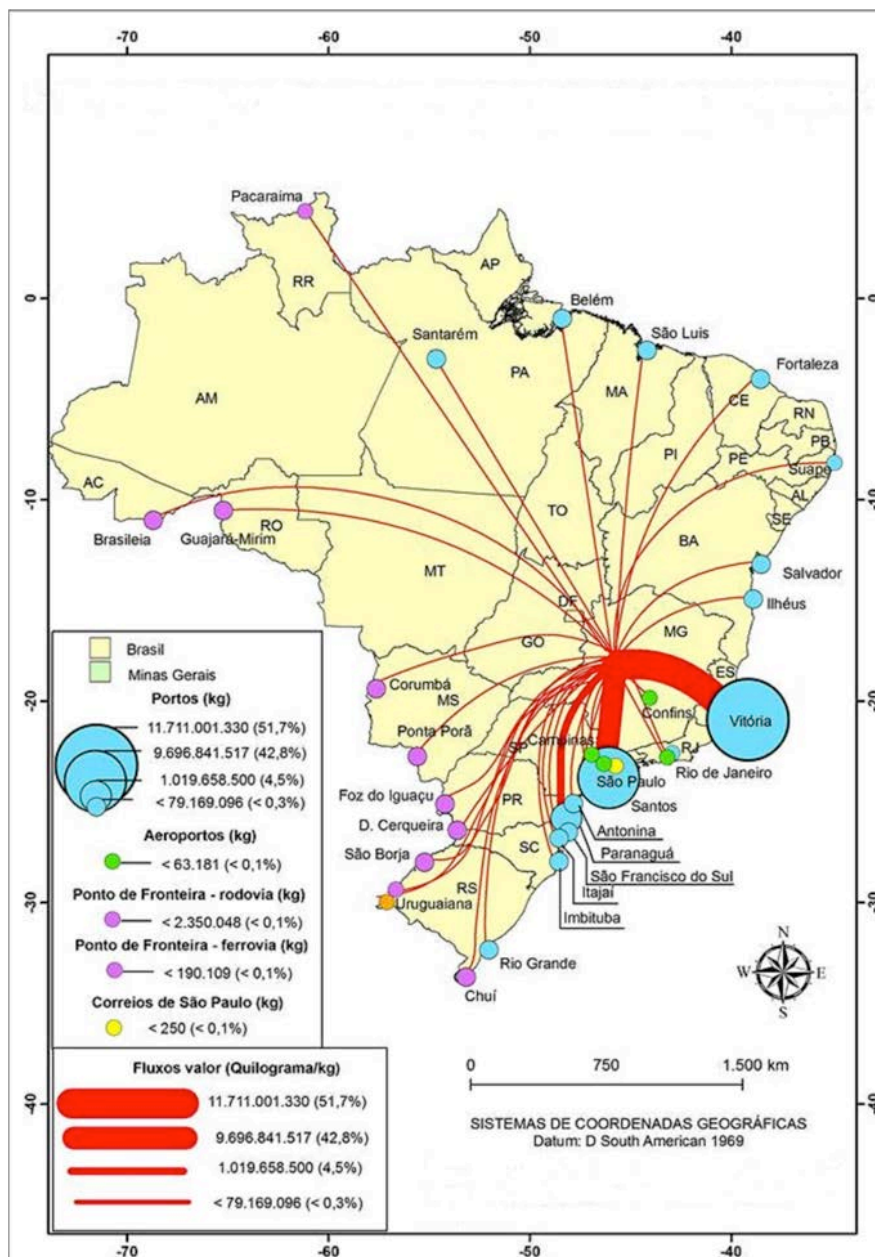 -70 -60 -50 -40
Pacaraima
RR
AP
0
0
Belém
Santarém
São Luis
PA
Fortaleza
AM
MA
CE
RN
PB
PI
PE
Suape
AC
AL
-10
-10
SE
TO
Brasileia
Guajará-Mirim
RO
BA
MT
Salvador
DF
Ilhéus
GO
MG
Brasil
Minas Gerais
ES
Corumbá
MS
-20
-20
Portos (kg)
Confins
Vitória
11.711.001.330 (51,7%)
Ponta Porã
SP
Campinas
RJ
9.696.841.517 (42,8%)
Rio de Janeiro
São Paulo
1.019.658.500 (4,5%)
Foz do Iguaçu
PR
Santos
< 79.169.096 (< 0,3%)
D. Cerqueira
Antonina
Aeroportos (kg)
São Borja
SC
Paranaguá
< 63.181 (< 0,1%)
São Francisco do Sul
RS
Itajaí
Ponto de Fronteira - rodovia (kg)
Uruguaiana
-30
-30
Imbituba
< 2.350.048 (< 0,1%)
Ponto de Fronteira - ferrovia (kg)
Rio Grande
N
W E
S
< 190.109 (< 0,1%)
Chuí
Correios de São Paulo (kg)
< 250 (< 0,1%)
Fluxos valor (Quilograma/kg)
0 750 1.500 km
11.711.001.330 (51,7%)
-40
-40
9.696.841.517 (42,8%)
SISTEMAS DE COORDENADAS GEOGRÁFICAS
Datum: D South American 1969
1.019.658.500 (4,5%)
< 79.169.096 (< 0,3%)
-70 -60 -50 -40